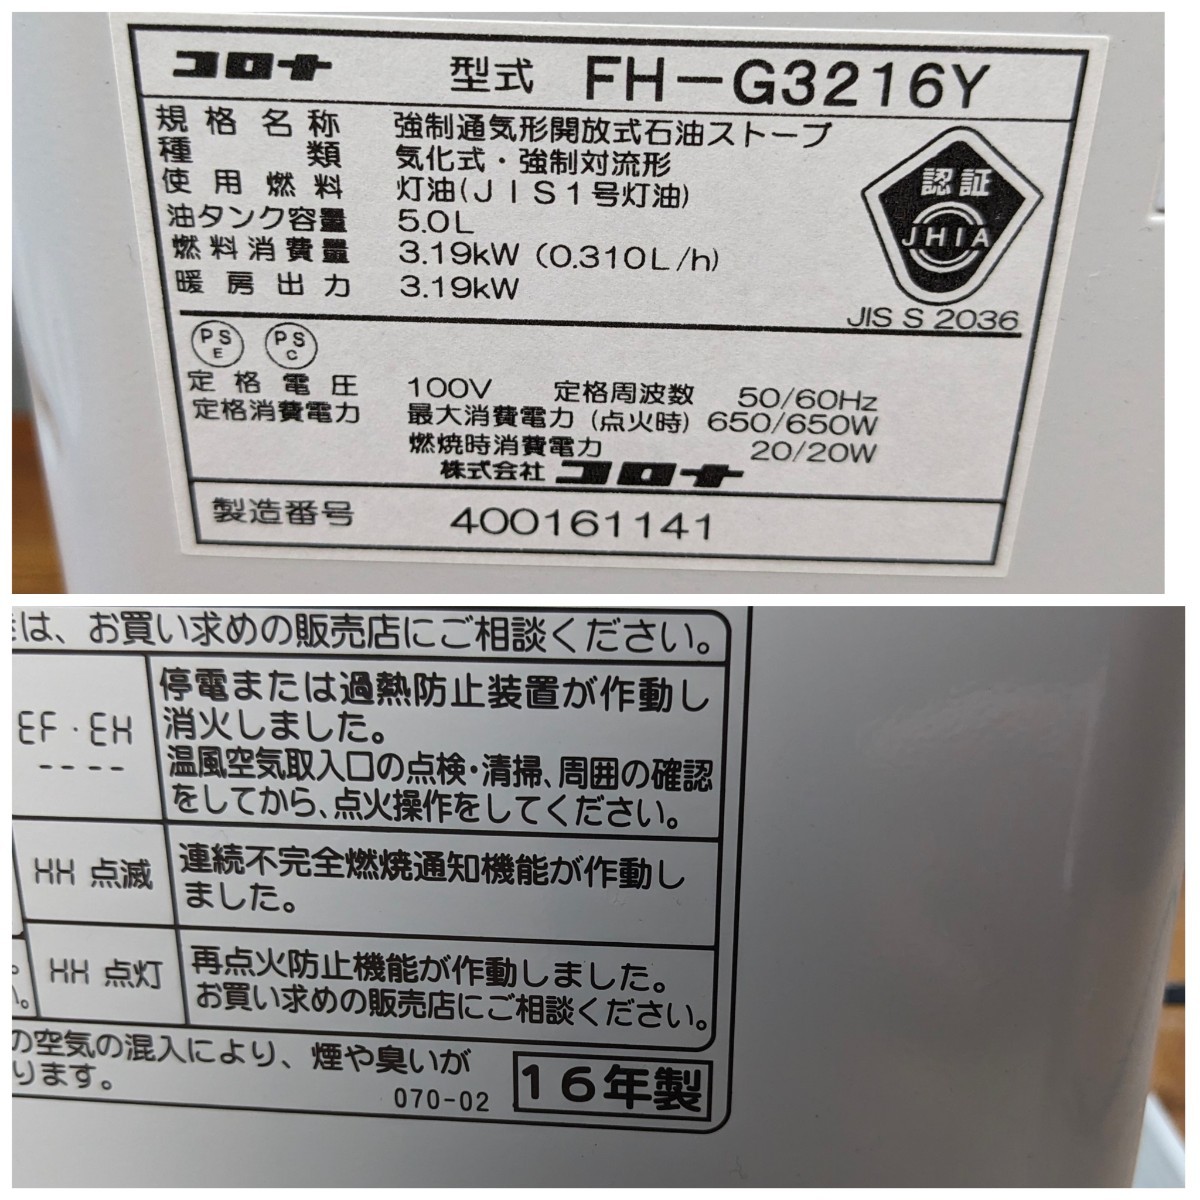 コロナ 型式 FH-G3216Y
規格名称 強制通気形開放式石油ストーブ
種類 気化式・強制対流形
使用燃料 灯油(JIS1号灯油)
油タンク容量 5.0L
燃料消費量 3.19kW (0.310L/h)
暖房出力 3.19kW
認証
JHIA
JIS S 2036
PS E PS C
定格電圧 100V 定格周波数 50/60Hz
定格消費電力 最大消費電力(点火時) 650/650W
燃焼時消費電力 20/20W
株式会社 コロナ
製造番号 400161141
は、お買い求めの販売店にご相談ください。
EF・EH
----
停電または過熱防止装置が作動し
消火しました。
温風空気取入口の点検・清掃、周囲の確認
をしてから、点火操作をしてください。
HH 点滅
連続不完全燃焼通知機能が作動し
ました。
HH 点灯
再点火防止機能が作動しました。
お買い求めの販売店にご相談ください。
の空気の混入により、煙や臭いが
ります。
070-02
16年製